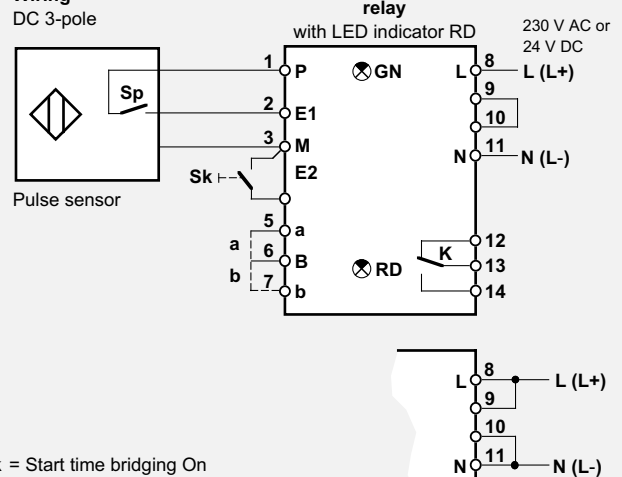 Wiring
DC 3-pole
relay
with LED indicator RD
230 V AC or
24 V DC
1 P GN L 8 L (L+)
9
Sp
2 E1 10
3 M N 11 N (L-)
Sk E2
Pulse sensor
5 a 12
a 6 B K 13
b 7 b RD 14
L 8 L (L+)
9
10
= Start time bridging On
N 11 N (L-)